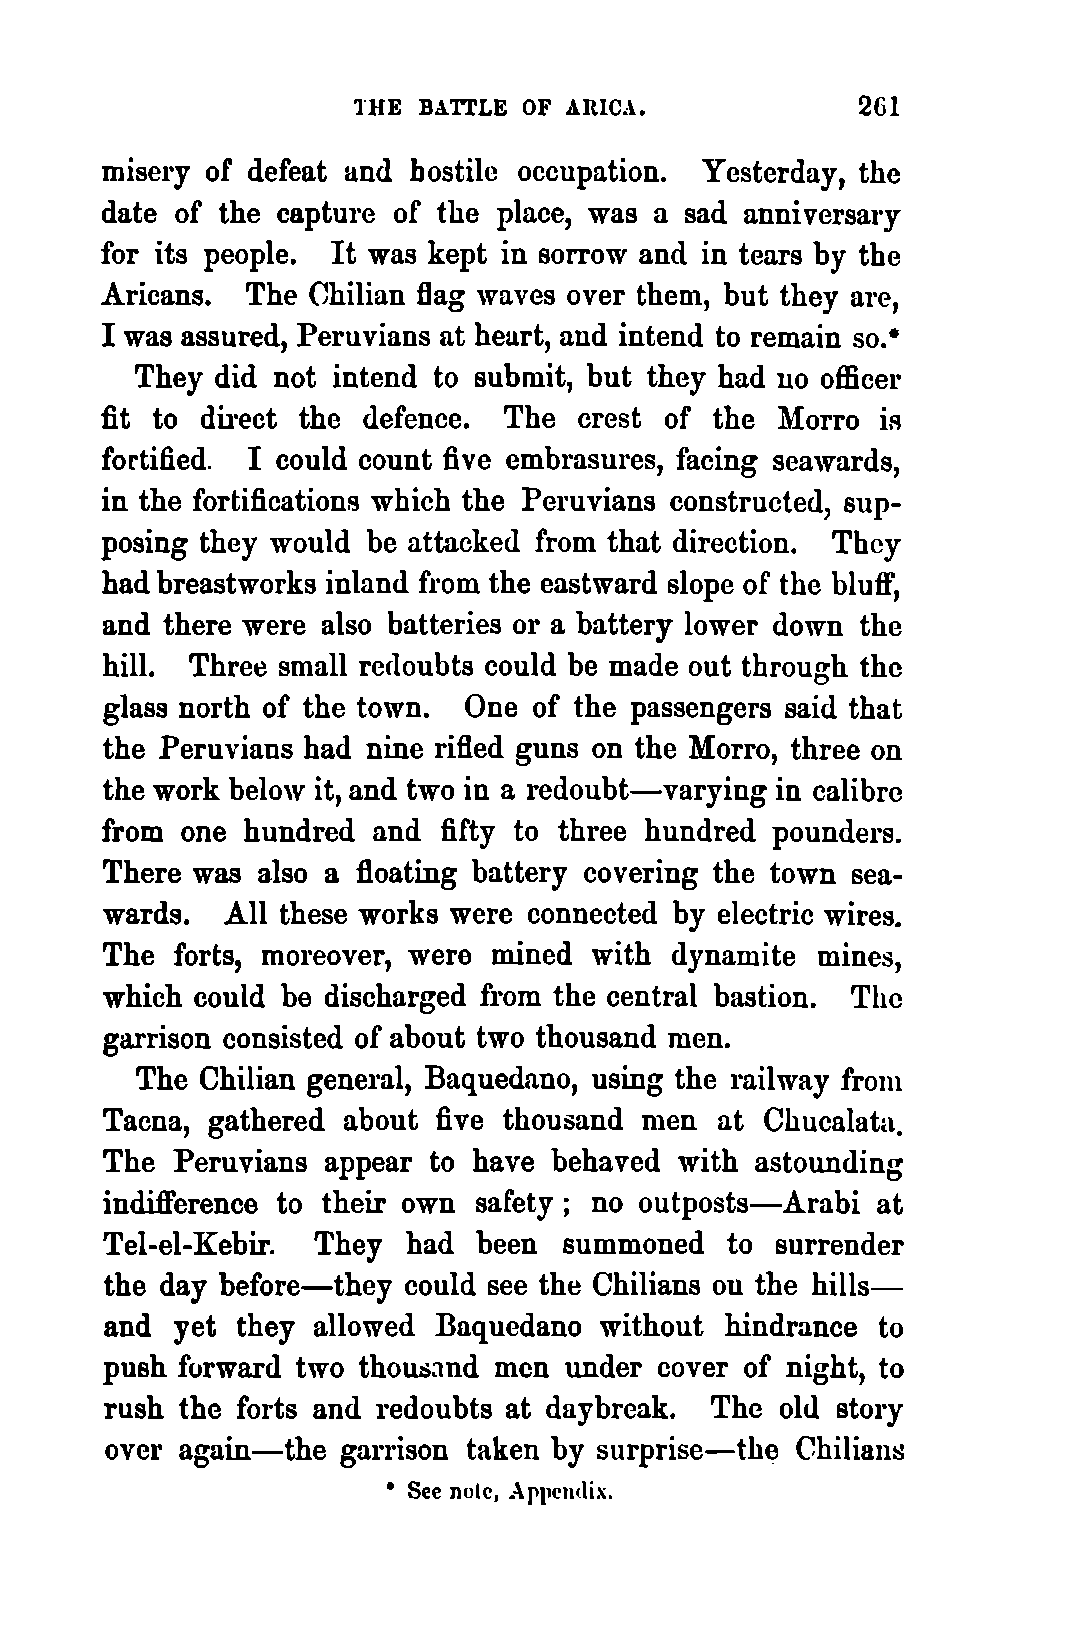 THE BATTLE OF ARICA. 261
misery of defeat and hostile occupation. Yesterday, the
date of the capture of the place, was a sad anniversary
for its people. It was kept in sorrow and in tears by the
Aricans. The Chilian flag waves over them, but they are,
I was assured, Peruvians at heart, and intend to remain so.*
They did not intend to submit, but they had no officer
fit to direct the defence. The crest of the Morro is
fortified. I could count five embrasures, facing seawards,
in the fortifications which the Peruvians constructed, sup-
posing they would be attacked from that direction. They
had breastworks inland from the eastward slope of the bluff,
and there were also batteries or a battery lower down the
hill. Three small redoubts could be made out through the
glass north of the town. One of the passengers said that
the Peruvians had nine rifled guns on the Morro, three on
the work below it, and two in a redoubt—varying in calibre
from one hundred and fifty to three hundred pounders.
There was also a floating battery covering the town sea-
wards. All these works were connected by electric wires.
The forts, moreover, were mined with dynamite mines,
which could be discharged from the central bastion. The
garrison consisted of about two thousand men.
The Chilian general, Baquedano, using the railway from
Tacna, gathered about five thousand men at Chucalata.
The Peruvians appear to have behaved with astounding
indifference to their own safety ; no outposts—Arabi at
Tel-el-Kebir. They had been summoned to surrender
the day before—they could see the Chilians on the hills—
and yet they allowed Baquedano without hindrance to
push forward two thousand men under cover of night, to
rush the forts and redoubts at daybreak. The old story
over again—the garrison taken by surprise—the Chilians
* See note, Appendix.